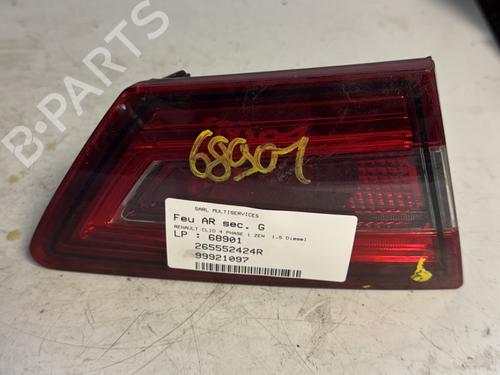 B-PARTS
68901
SARL MULTISERVICES
Feu AR sec. G
RENAULT CLIO 4 PHASE 1 ZEN 1.5 Diesel
LP : 68901
265552424R
99921097